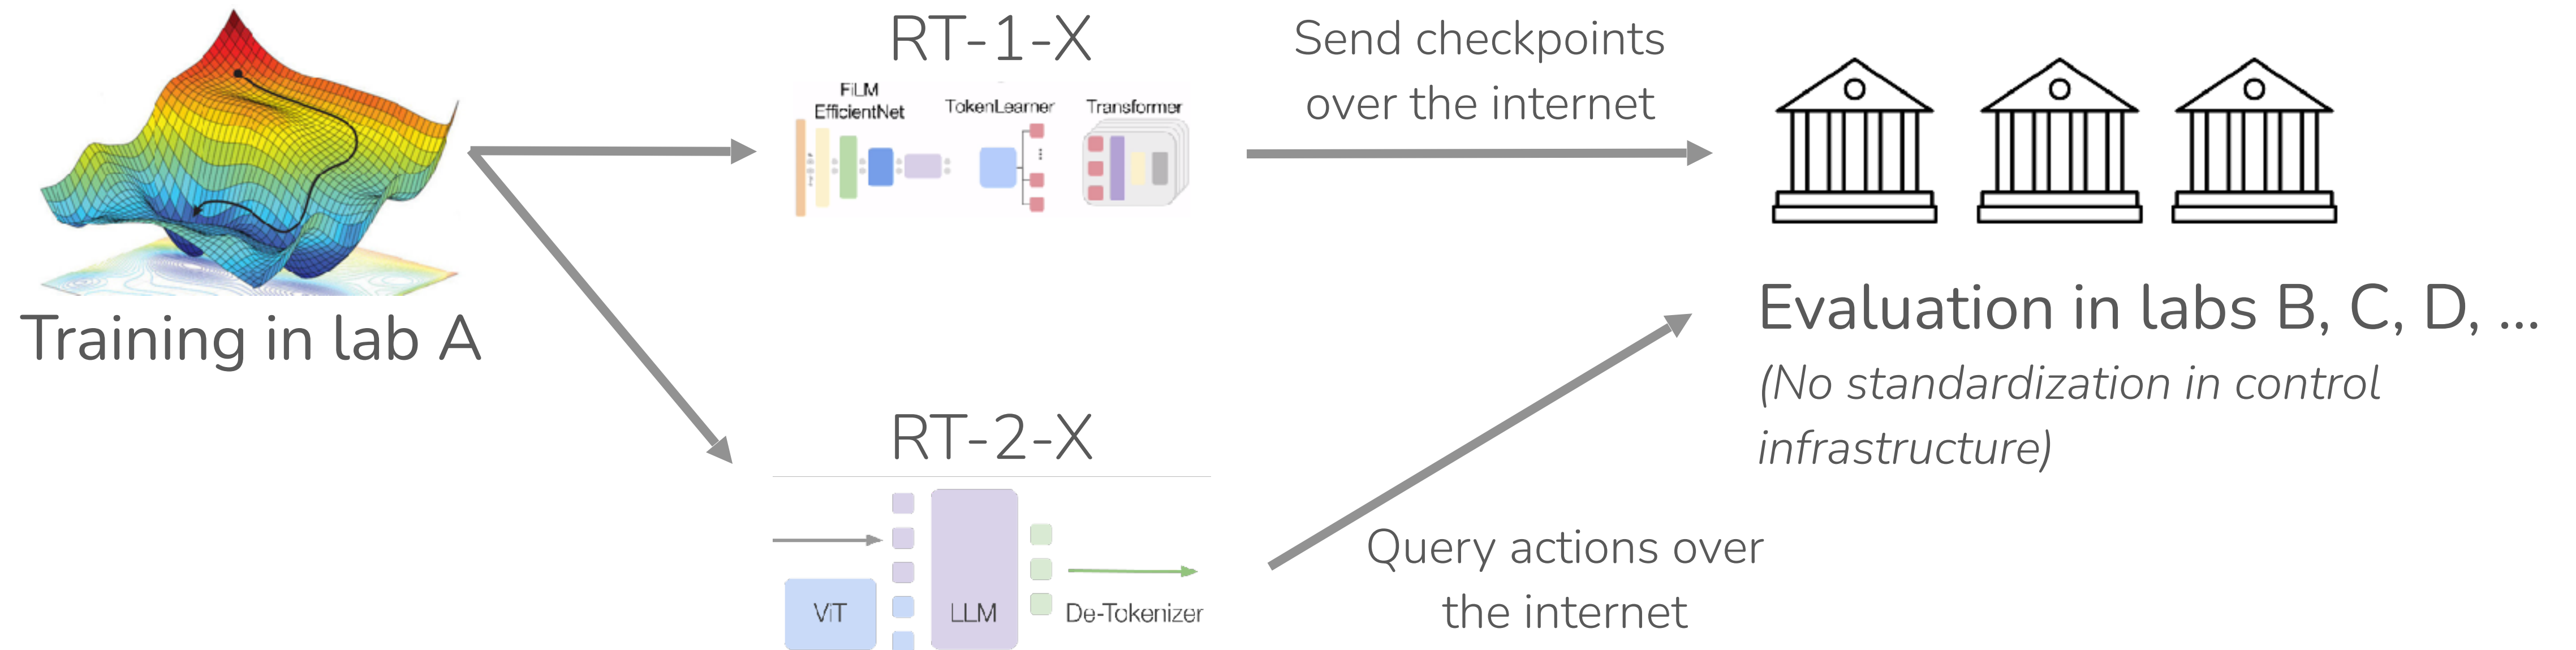 Training in lab A
RT-1-X
FiLM
EfficientNet
TokenLearner
Transformer
Send checkpoints
over the internet
RT-2-X
ViT
LLM
De-Tokenizer
Query actions over
the internet
Evaluation in labs B, C, D, ...
(No standardization in control
infrastructure)